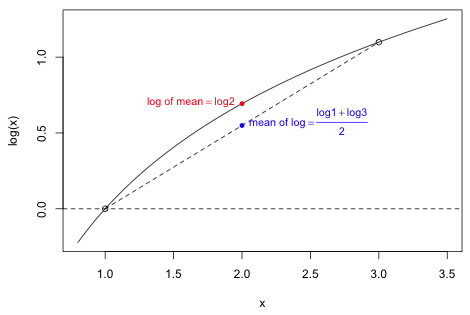 log(x)
1.0
0.5
0.0
log of mean = log2
mean of log = (log1 + log3)/2
1.0 1.5 2.0 2.5 3.0 3.5
x